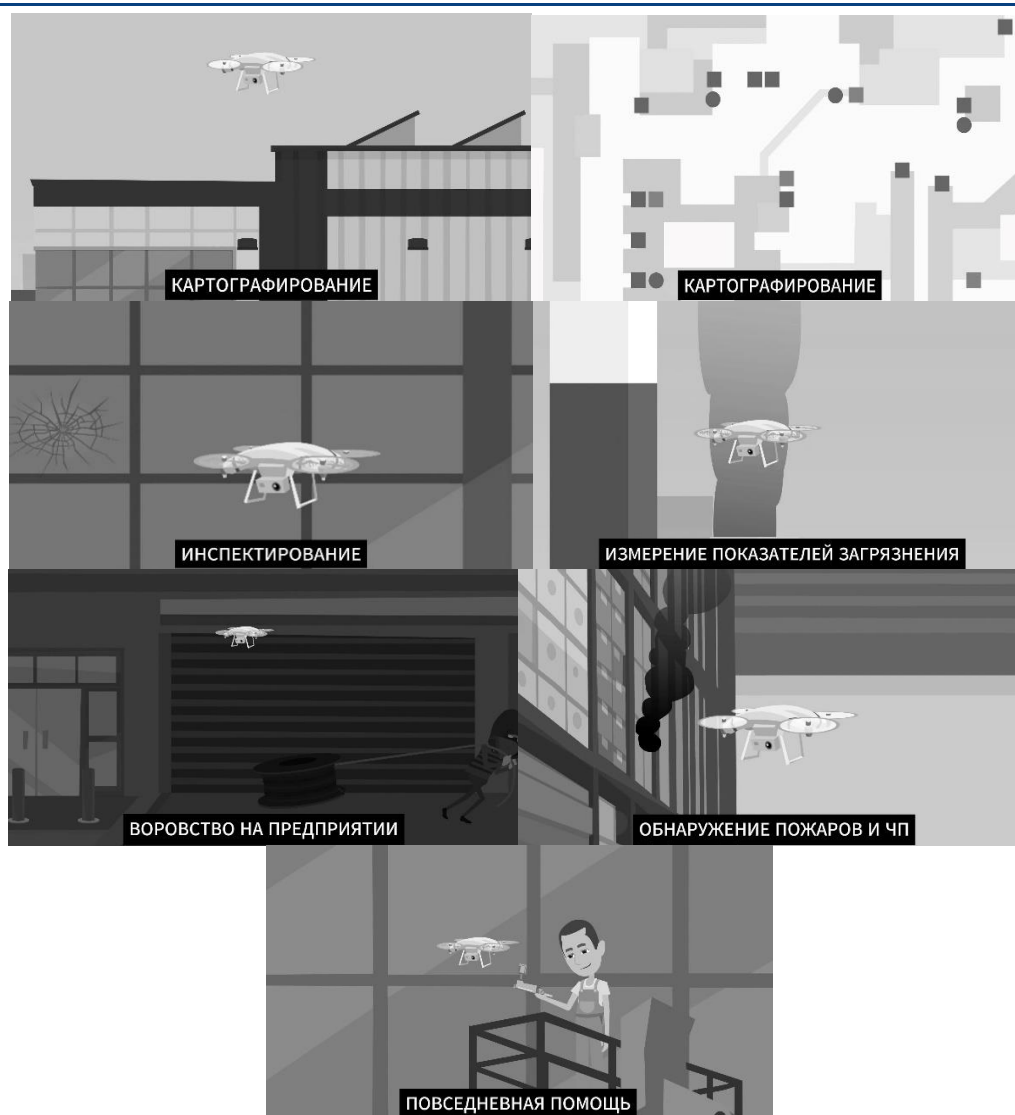 КАРТОГРАФИРОВАНИЕ
КАРТОГРАФИРОВАНИЕ
ИНСПЕКТИРОВАНИЕ
ИЗМЕРЕНИЕ ПОКАЗАТЕЛЕЙ ЗАГРЯЗНЕНИЯ
ВОРОВСТВО НА ПРЕДПРИЯТИИ
ОБНАРУЖЕНИЕ ПОЖАРОВ И ЧП
ПОВСЕДНЕВНАЯ ПОМОЩЬ